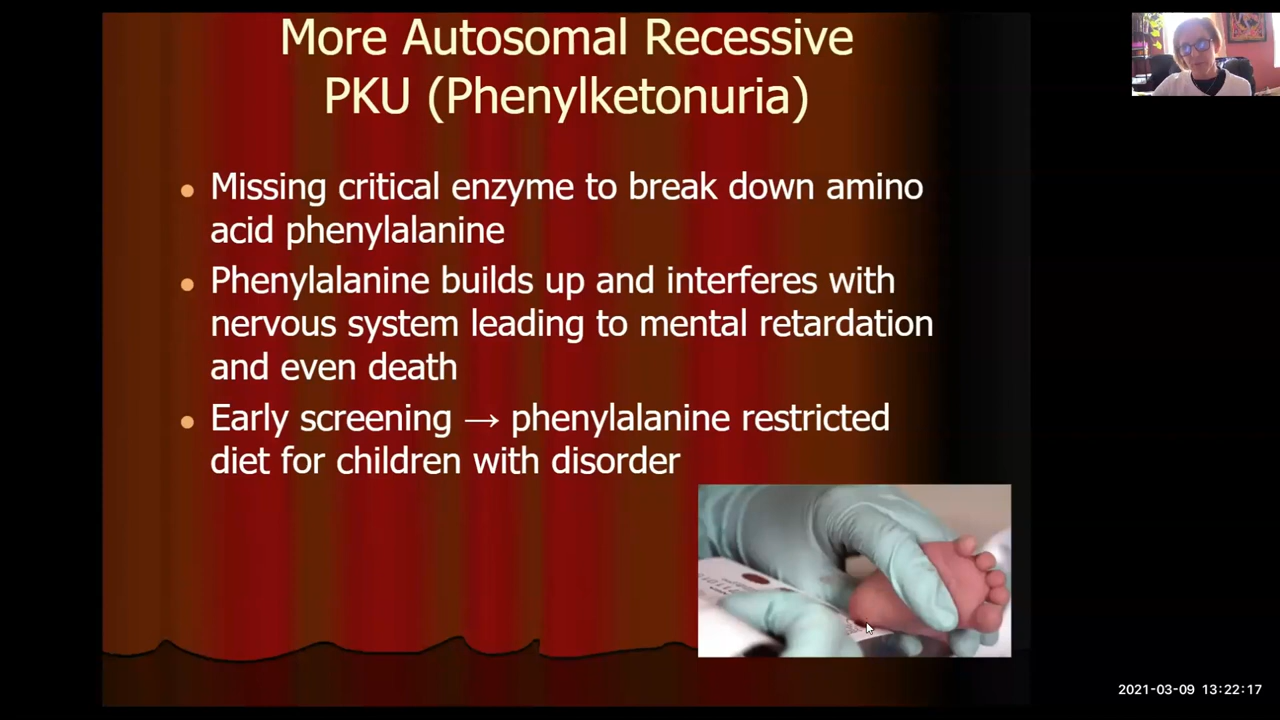 More Autosomal Recessive
PKU (Phenylketonuria)
• Missing critical enzyme to break down amino
acid phenylalanine
• Phenylalanine builds up and interferes with
nervous system leading to mental retardation
and even death
• Early screening → phenylalanine restricted
diet for children with disorder
2021-03-09 13:22:17